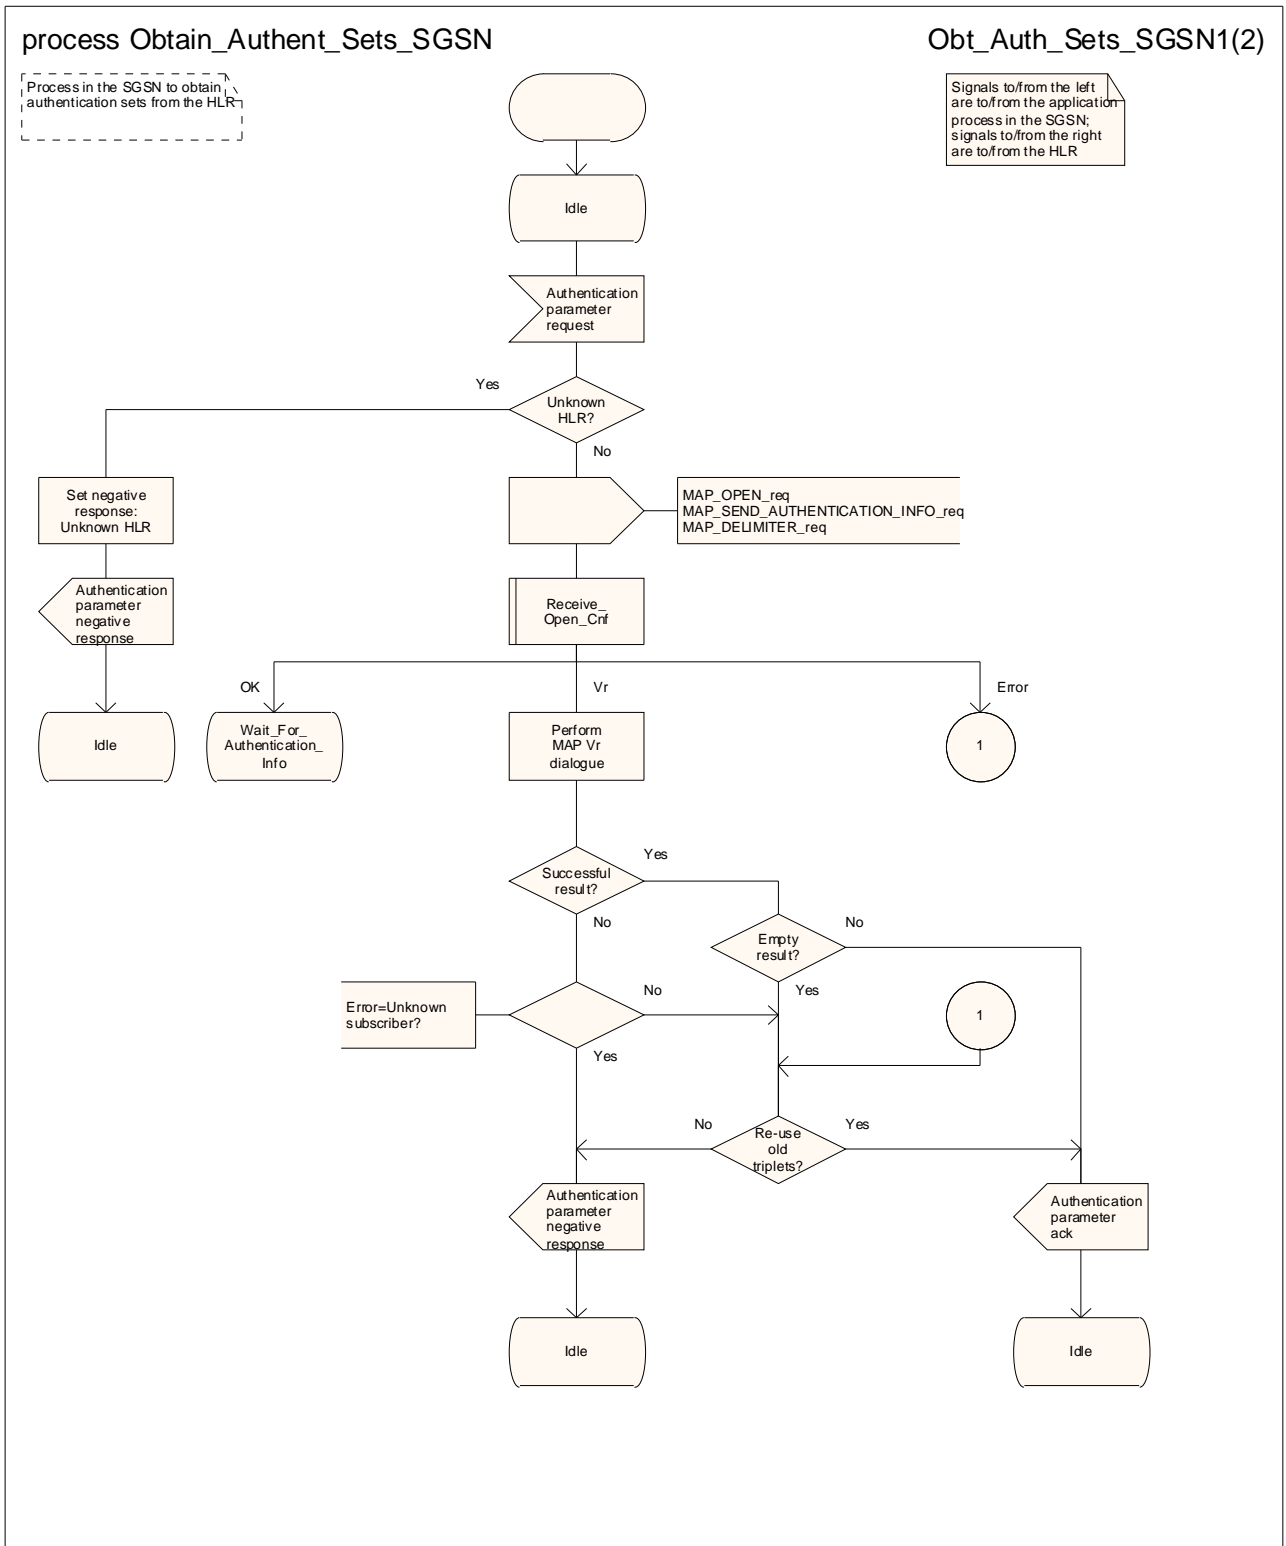 process Obtain_Authent_Sets_SGSN
Obt_Auth_Sets_SGSN1(2)
Process in the SGSN to obtain
authentication sets from the HLR
Signals to/from the left
are to/from the application
process in the SGSN;
signals to/from the right
are to/from the HLR
Idle
Authentication
parameter
request
Yes
Unknown
HLR?
No
Set negative
response:
Unknown HLR
MAP_OPEN_req
MAP_SEND_AUTHENTICATION_INFO_req
MAP_DELIMITER_req
Authentication
parameter
negative
response
Receive_
Open_Cnf
OK
Vr
Error
Idle
Wait_For_
Authentication_
Info
Perform
MAP Vr
dialogue
1
Successful
result?
Yes
No
Empty
result?
No
Yes
Error=Unknown
subscriber?
No
Yes
1
No
Re-use
old
triplets?
Yes
Authentication
parameter
negative
response
Authentication
parameter
ack
Idle
Idle